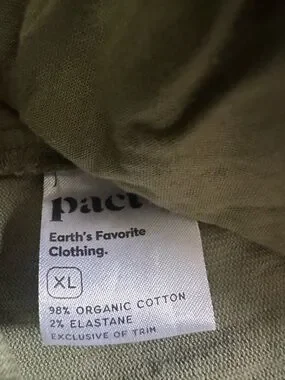 pact
Earth's Favorite
Clothing.
XL
98% ORGANIC COTTON
2% ELASTANE
EXCLUSIVE OF TRIM